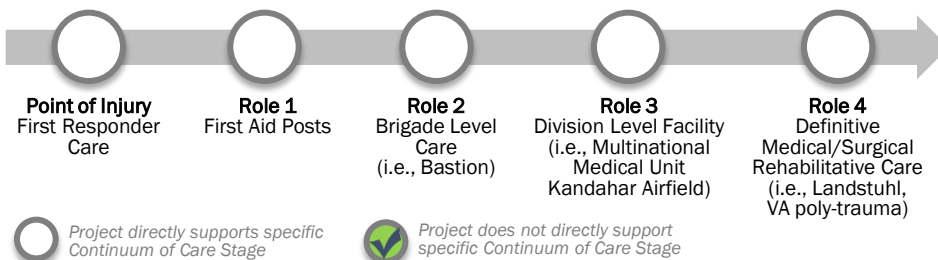 Point of Injury
First Responder
Care
Role 1
First Aid Posts
Role 2
Brigade Level
Care
(i.e., Bastion)
Role 3
Division Level Facility
(i.e., Multinational
Medical Unit
Kandahar Airfield)
Role 4
Definitive
Medical/Surgical
Rehabilitative Care
(i.e., Landstuhl,
VA poly-trauma)
Project directly supports specific
Continuum of Care Stage
Project does not directly support
specific Continuum of Care Stage